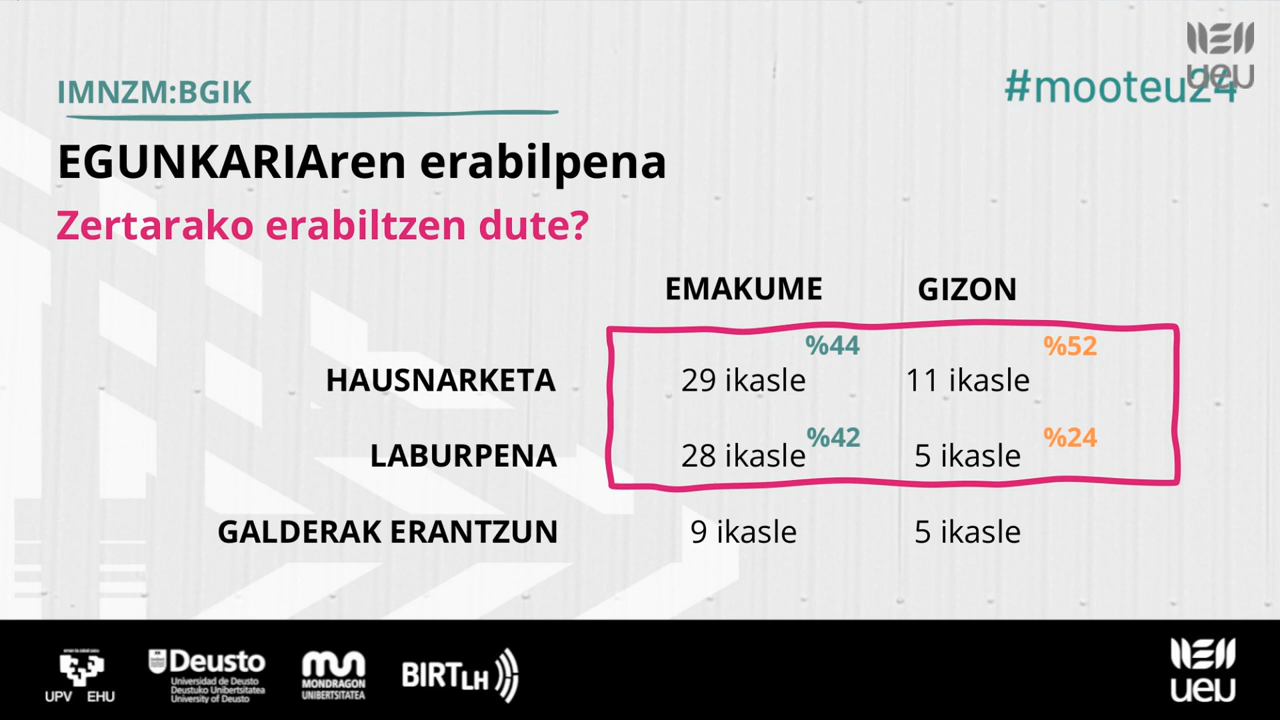 IMNZM:BGIK
#mooteu24
ueu
EGUNKARIAren erabilpena
Zertarako erabiltzen dute?
EMAKUME GIZON
%44 %52
HAUSNARKETA 29 ikasle 11 ikasle
%42 %24
LABURPENA 28 ikasle 5 ikasle
GALDERAK ERANTZUN 9 ikasle 5 ikasle
UPV EHU
Deusto
Universidad de Deusto
Deustuko Unibertsitatea
University of Deusto
MONDRAGON
UNIBERTSITATEA
BIRTLH
ueu